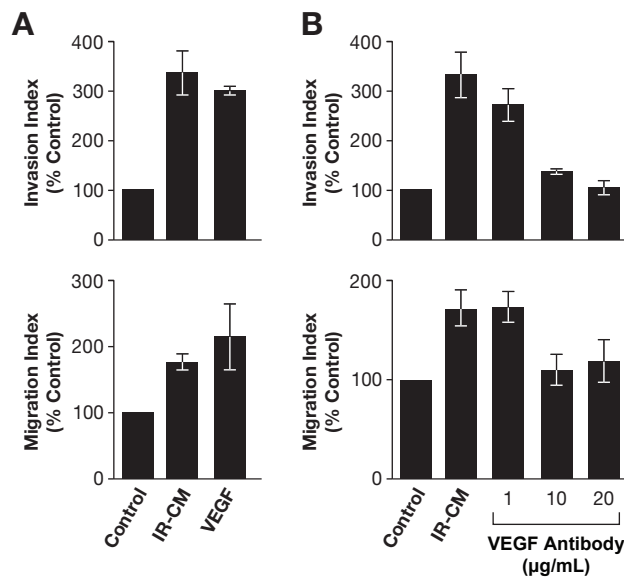 A
B
Invasion Index
(% Control)
400
300
200
100
0
Invasion Index
(% Control)
400
300
200
100
0
Migration Index
(% Control)
300
200
100
0
Control
IR-CM
VEGF
Migration Index
(% Control)
200
100
0
Control
IR-CM
1 10 20
VEGF Antibody
(µg/mL)